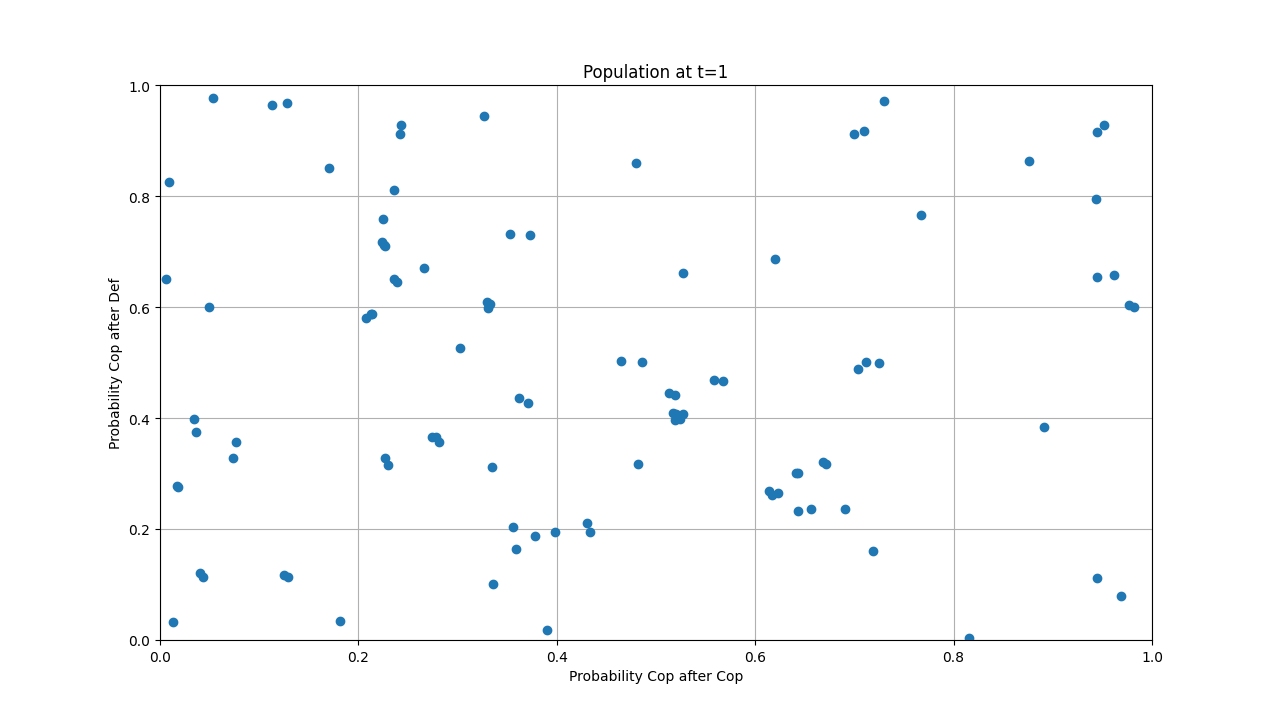 Population at t=1
1.0
0.8
0.6
0.4
0.2
0.0
Probability Cop after Def
0.0 0.2 0.4 0.6 0.8 1.0
Probability Cop after Cop